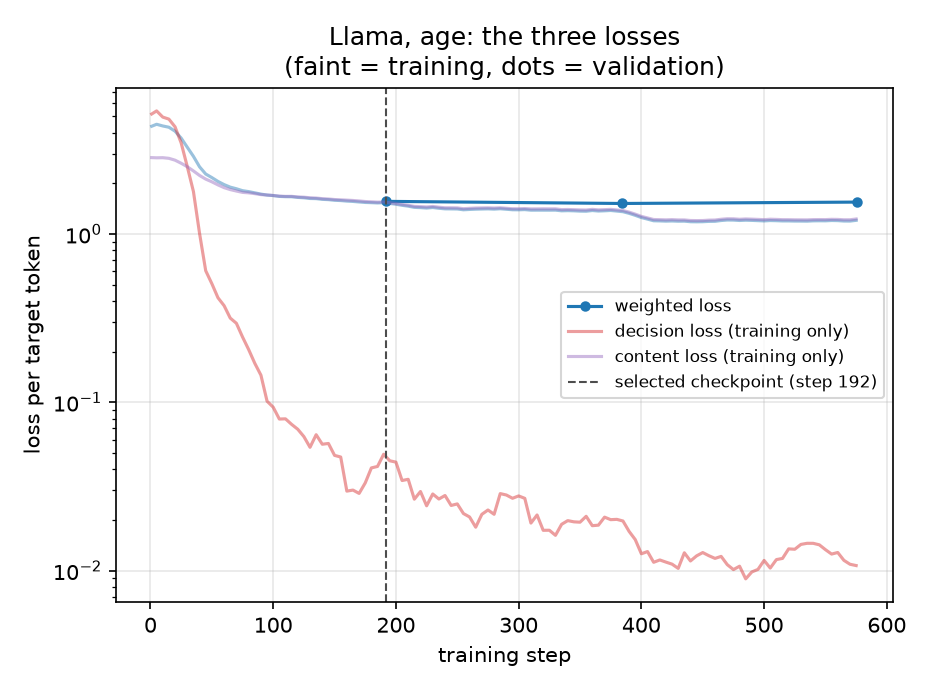 Llama, age: the three losses
(faint = training, dots = validation)
loss per target token
10⁰
10⁻¹
10⁻²
weighted loss
decision loss (training only)
content loss (training only)
selected checkpoint (step 192)
0 100 200 300 400 500 600
training step